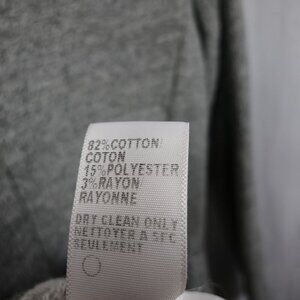 82%COTTON
COTON
15%POLYESTER
3%RAYON
RAYONNE
DRY CLEAN ONLY
NETTOYER A SEC
SEULEMENT